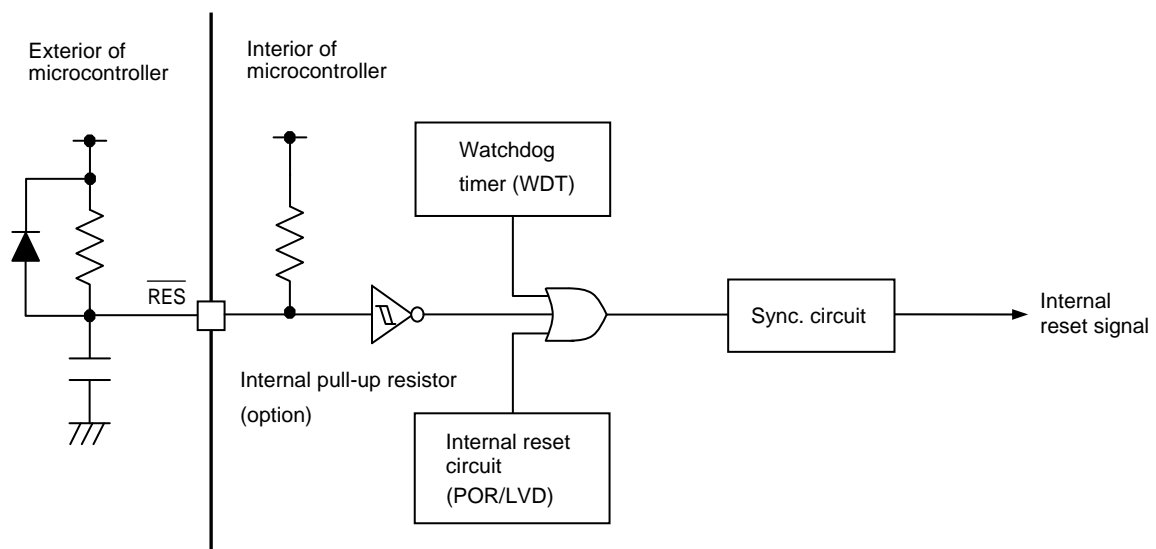 Exterior of
microcontroller
Interior of
microcontroller
Watchdog
timer (WDT)
RES
Sync. circuit
Internal
reset signal
Internal pull-up resistor
(option)
Internal reset
circuit
(POR/LVD)